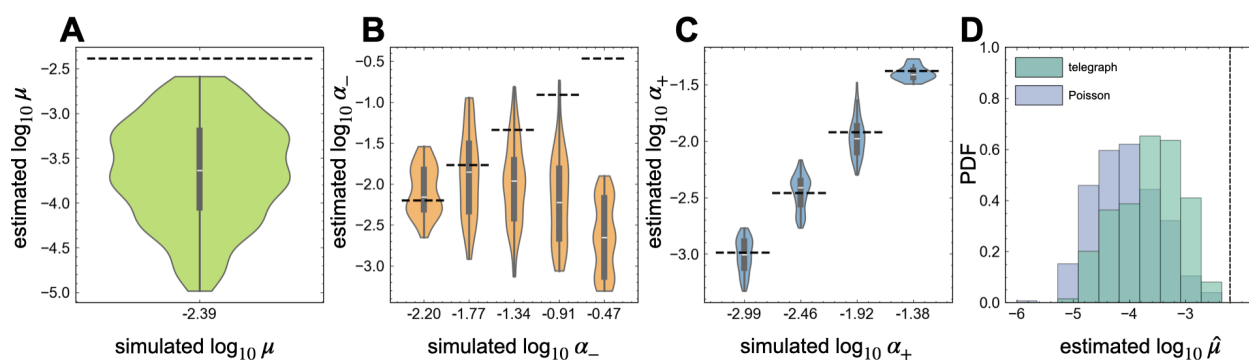 A
estimated log10 μ
−2.5
−3.0
−3.5
−4.0
−4.5
−5.0
-2.39
simulated log10 μ
B
estimated log10 α−
−0.5
−1.0
−1.5
−2.0
−2.5
−3.0
-2.20 -1.77 -1.34 -0.91 -0.47
simulated log10 α−
C
estimated log10 α+
−1.5
−2.0
−2.5
−3.0
-2.99 -2.46 -1.92 -1.38
simulated log10 α+
D
PDF
1.0
0.8
0.6
0.4
0.2
0.0
telegraph
Poisson
−6 −5 −4 −3
estimated log10 μ̂